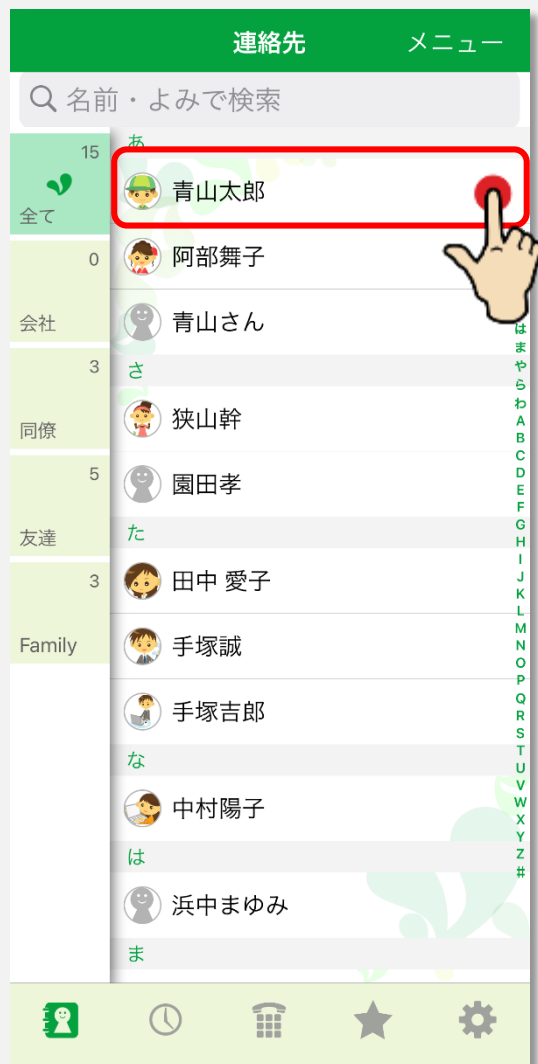 連絡先
メニュー
名前・よみで検索
15
全て
0
会社
3
同僚
5
友達
3
Family
あ
青山太郎
阿部舞子
青山さん
さ
狭山幹
園田孝
た
田中 愛子
手塚誠
手塚吉郎
な
中村陽子
は
浜中まゆみ
ま
は
ま
や
ら
わ
A
B
C
D
E
F
G
H
I
J
K
L
M
N
O
P
Q
R
S
T
U
V
W
X
Y
Z
#